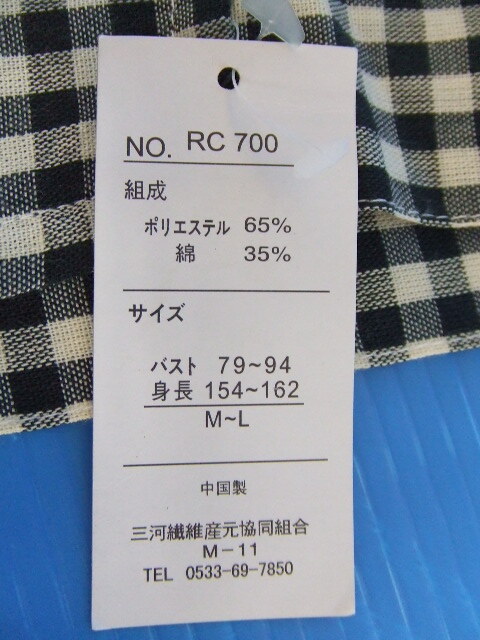 NO. RC 700
組成
ポリエステル 65%
綿 35%
サイズ
バスト 79~94
身長 154~162
M~L
中国製
三河繊維産元協同組合
M-11
TEL 0533-69-7850